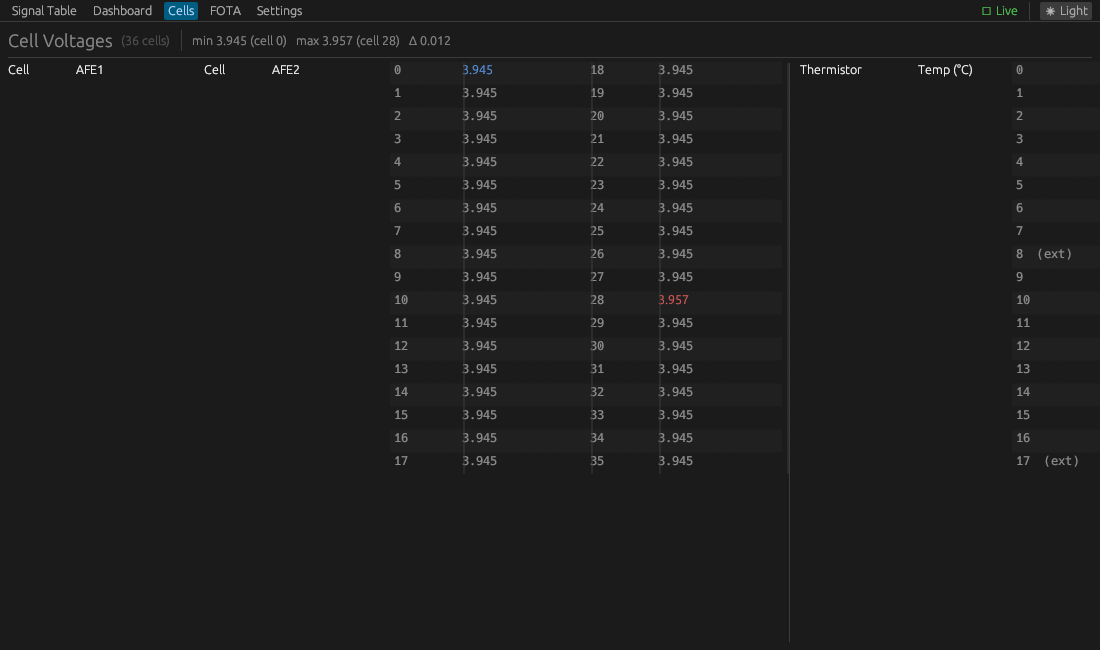 Signal Table Dashboard Cells FOTA Settings Live Light
Cell Voltages (36 cells) min 3.945 (cell 0) max 3.957 (cell 28) Δ 0.012
Cell AFE1 Cell AFE2 0 3.945 18 3.945 Thermistor Temp (°C) 0
1 3.945 19 3.945 1
2 3.945 20 3.945 2
3 3.945 21 3.945 3
4 3.945 22 3.945 4
5 3.945 23 3.945 5
6 3.945 24 3.945 6
7 3.945 25 3.945 7
8 3.945 26 3.945 8 (ext)
9 3.945 27 3.945 9
10 3.945 28 3.957 10
11 3.945 29 3.945 11
12 3.945 30 3.945 12
13 3.945 31 3.945 13
14 3.945 32 3.945 14
15 3.945 33 3.945 15
16 3.945 34 3.945 16
17 3.945 35 3.945 17 (ext)